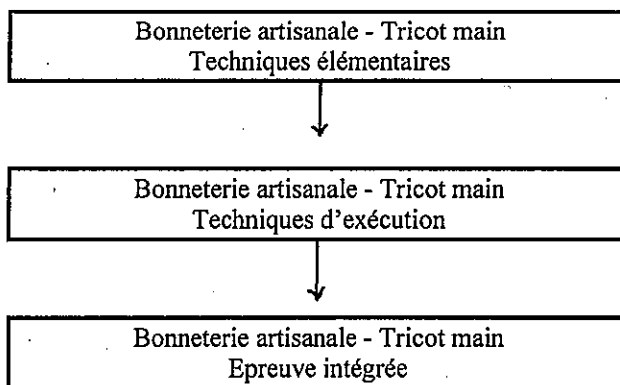 Bonneterie artisanale - Tricot main
Techniques élémentaires
Bonneterie artisanale - Tricot main
Techniques d'exécution
Bonneterie artisanale - Tricot main
Epreuve intégrée